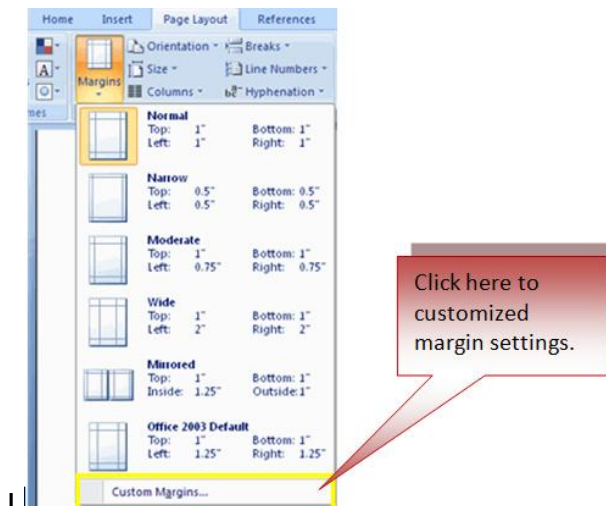 Home Insert Page Layout References
Orientation Breaks
Margins Size Line Numbers
Columns Hyphenation
mes
Normal
Top: 1" Bottom: 1"
Left: 1" Right: 1"
Narrow
Top: 0.5" Bottom: 0.5"
Left: 0.5" Right: 0.5"
Moderate
Top: 1" Bottom: 1"
Left: 0.75" Right: 0.75"
Wide
Top: 1" Bottom: 1"
Left: 2" Right: 2"
Mirrored
Top: 1" Bottom: 1"
Inside: 1.25" Outside: 1"
Office 2003 Default
Top: 1" Bottom: 1"
Left: 1.25" Right: 1.25"
Custom Margins...
Click here to
customized
margin settings.